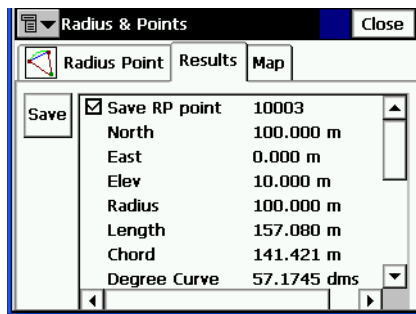 Radius & Points Close
Radius Point Results Map
Save
Save RP point 10003
North 100.000 m
East 0.000 m
Elev 10.000 m
Radius 100.000 m
Length 157.080 m
Chord 141.421 m
Degree Curve 57.1745 dms